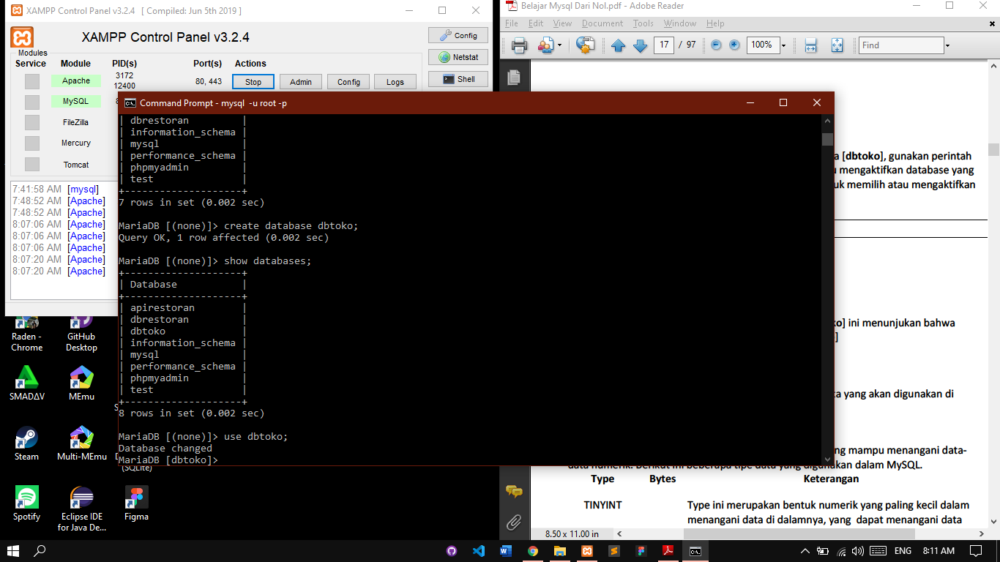 XAMPP Control Panel v3.2.4 [ Compiled: Jun 5th 2019 ]
XAMPP Control Panel v3.2.4
Modules
Service Module PID(s) Port(s) Actions
Apache 3172 12400 80, 443 Stop Admin Config Logs
MySQL
FileZilla
Mercury
Tomcat
Config
Netstat
Shell
7:41:58 AM [mysql]
7:48:52 AM [Apache]
7:48:52 AM [Apache]
8:07:06 AM [Apache]
8:07:06 AM [Apache]
8:07:06 AM [Apache]
8:07:20 AM [Apache]
8:07:20 AM [Apache]
Belajar Mysql Dari Nol.pdf - Adobe Reader
File Edit View Document Tools Window Help
17 / 97 100% Find
a [dbtoko], gunakan perintah
mengaktifkan database yang
uk memilih atau mengaktifkan
ko] ini menunjukan bahwa
]
a yang akan digunakan di
ng mampu menangani data-
data numerik. Berikut ini beberapa tipe data yang digunakan dalam MySQL.
Type Bytes Keterangan
TINYINT Type ini merupakan bentuk numerik yang paling kecil dalam
menangani data di dalamnya, yang dapat menangani data
8.50 x 11.00 in
Command Prompt - mysql -u root -p
| dbrestoran |
| information_schema |
| mysql |
| performance_schema |
| phpmyadmin |
| test |
+--------------------+
7 rows in set (0.002 sec)
MariaDB [(none)]> create database dbtoko;
Query OK, 1 row affected (0.002 sec)
MariaDB [(none)]> show databases;
+--------------------+
| Database |
+--------------------+
| apirestoran |
| dbrestoran |
| dbtoko |
| information_schema |
| mysql |
| performance_schema |
| phpmyadmin |
| test |
+--------------------+
8 rows in set (0.002 sec)
MariaDB [(none)]> use dbtoko;
Database changed
MariaDB [dbtoko]>
Raden -
Chrome
GitHub
Desktop
SMADΔV
MEmu
Steam
Multi-MEmu
(SQLite)
Spotify
Eclipse IDE
for Java De...
Figma
ENG 8:11 AM